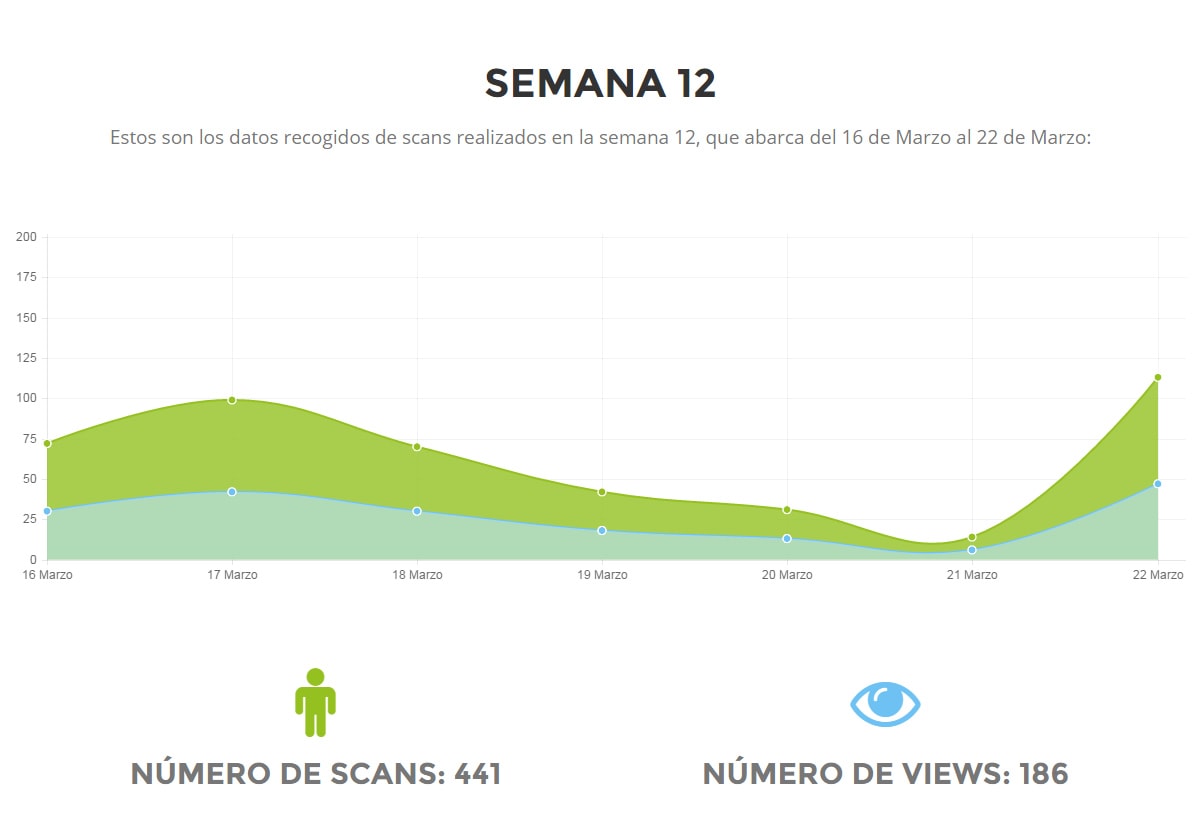 SEMANA 12
Estos son los datos recogidos de scans realizados en la semana 12, que abarca del 16 de Marzo al 22 de Marzo:
200
175
150
125
100
75
50
25
0
16 Marzo 17 Marzo 18 Marzo 19 Marzo 20 Marzo 21 Marzo 22 Marzo
NÚMERO DE SCANS: 441 NÚMERO DE VIEWS: 186